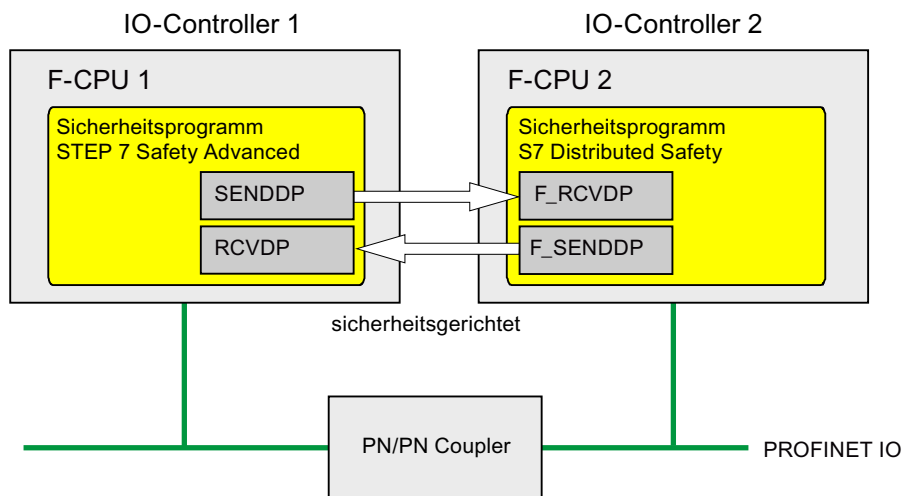 IO-Controller 1
IO-Controller 2
F-CPU 1
F-CPU 2
Sicherheitsprogramm
STEP 7 Safety Advanced
SENDDP
RCVDP
Sicherheitsprogramm
S7 Distributed Safety
F_RCVDP
F_SENDDP
sicherheitsgerichtet
PN/PN Coupler
PROFINET IO